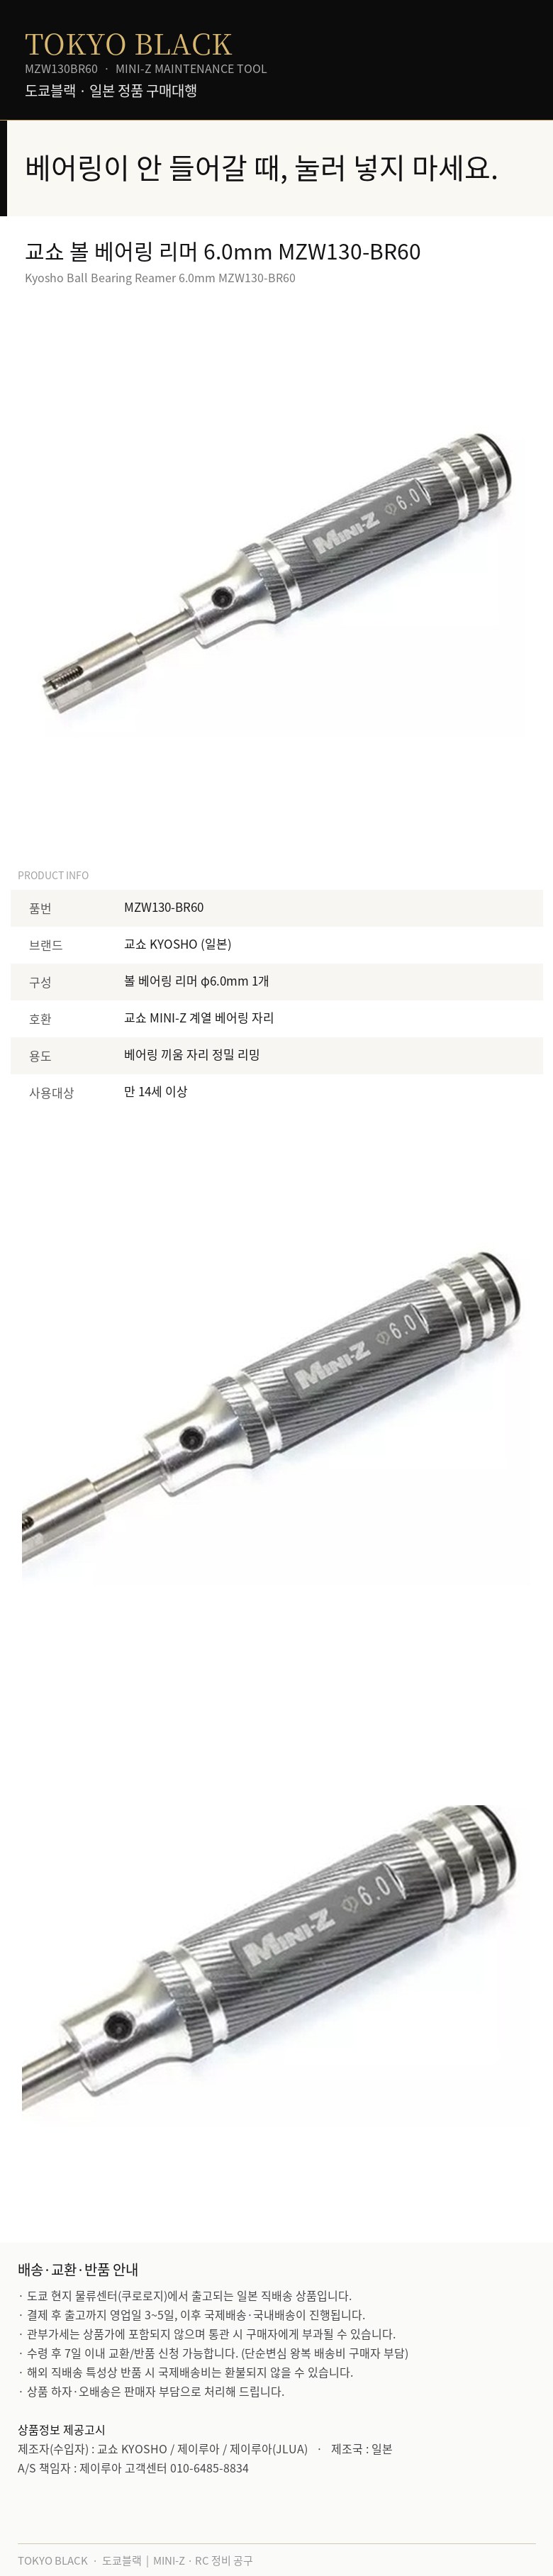 TOKYO BLACK
MZW130BR60 · MINI-Z MAINTENANCE TOOL
도쿄블랙 · 일본 정품 구매대행
베어링이 안 들어갈 때, 눌러 넣지 마세요.
교쇼 볼 베어링 리머 6.0mm MZW130-BR60
Kyosho Ball Bearing Reamer 6.0mm MZW130-BR60
MINI-Z Φ6.0
PRODUCT INFO
품번 MZW130-BR60
브랜드 교쇼 KYOSHO (일본)
구성 볼 베어링 리머 φ6.0mm 1개
호환 교쇼 MINI-Z 계열 베어링 자리
용도 베어링 끼움 자리 정밀 리밍
사용대상 만 14세 이상
MINI-Z Φ6.0
MINI-Z Φ6.0
배송·교환·반품 안내
· 도쿄 현지 물류센터(쿠로로지)에서 출고되는 일본 직배송 상품입니다.
· 결제 후 출고까지 영업일 3~5일, 이후 국제배송·국내배송이 진행됩니다.
· 관부가세는 상품가에 포함되지 않으며 통관 시 구매자에게 부과될 수 있습니다.
· 수령 후 7일 이내 교환/반품 신청 가능합니다. (단순변심 왕복 배송비 구매자 부담)
· 해외 직배송 특성상 반품 시 국제배송비는 환불되지 않을 수 있습니다.
· 상품 하자·오배송은 판매자 부담으로 처리해 드립니다.
상품정보 제공고시
제조자(수입자) : 교쇼 KYOSHO / 제이루아 / 제이루아(JLUA) · 제조국 : 일본
A/S 책임자 : 제이루아 고객센터 010-6485-8834
TOKYO BLACK · 도쿄블랙 | MINI-Z · RC 정비 공구